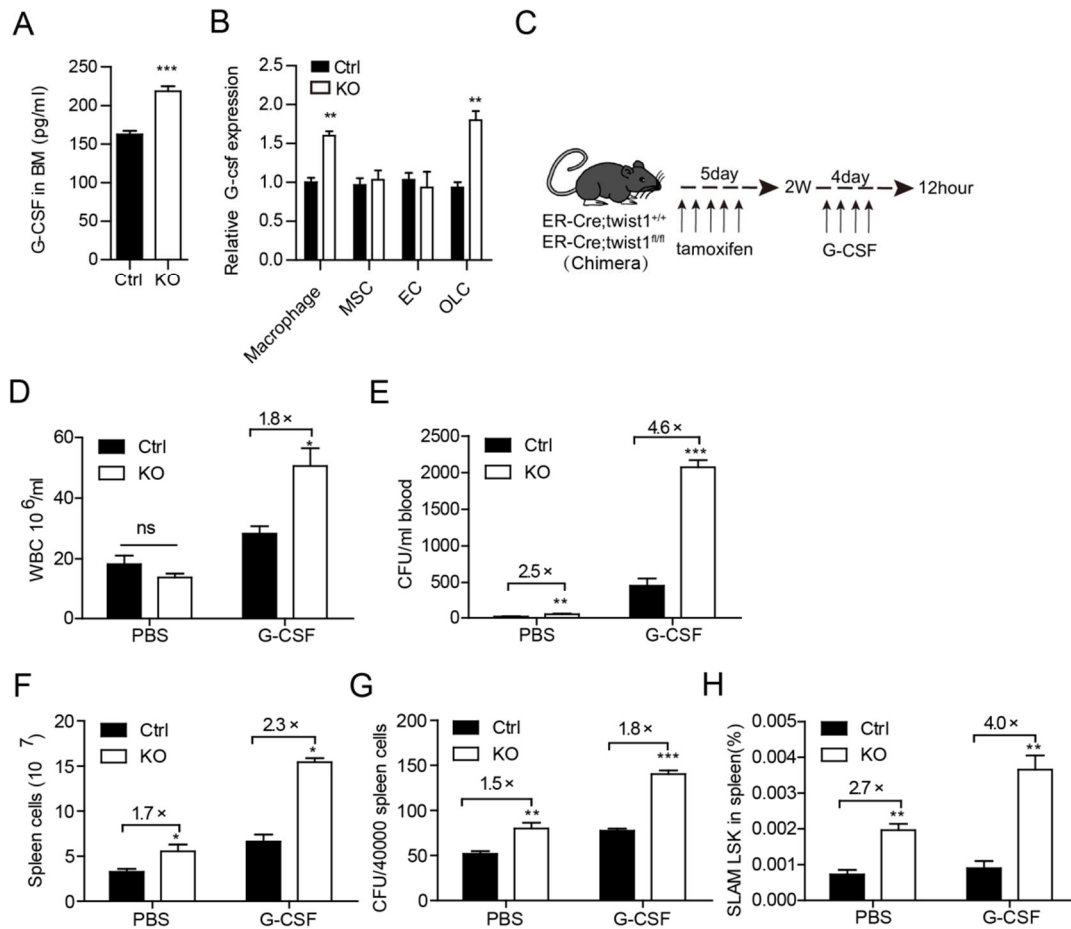 A
G-CSF in BM (pg/ml)
250
200
150
100
50
0
***
Ctrl
KO
B
Relative G-csf expression
2.5
2.0
1.5
1.0
0.5
0.0
Ctrl
KO
**
**
Macrophage
MSC
EC
OLC
C
5day
2W
4day
12hour
ER-Cre;twist1+/+
ER-Cre;twist1fl/fl
(Chimera)
tamoxifen
G-CSF
D
WBC 10 6/ml
60
40
20
0
Ctrl
KO
ns
1.8 ×
*
PBS
G-CSF
E
CFU/ml blood
2500
2000
1500
1000
500
0
Ctrl
KO
2.5 ×
**
4.6 ×
***
PBS
G-CSF
F
Spleen cells (10 7)
20
15
10
5
0
Ctrl
KO
1.7 ×
*
2.3 ×
*
PBS
G-CSF
G
CFU/40000 spleen cells
200
150
100
50
0
Ctrl
KO
1.5 ×
**
1.8 ×
***
PBS
G-CSF
H
SLAM LSK in spleen(%)
0.005
0.004
0.003
0.002
0.001
0.000
Ctrl
KO
2.7 ×
**
4.0 ×
**
PBS
G-CSF